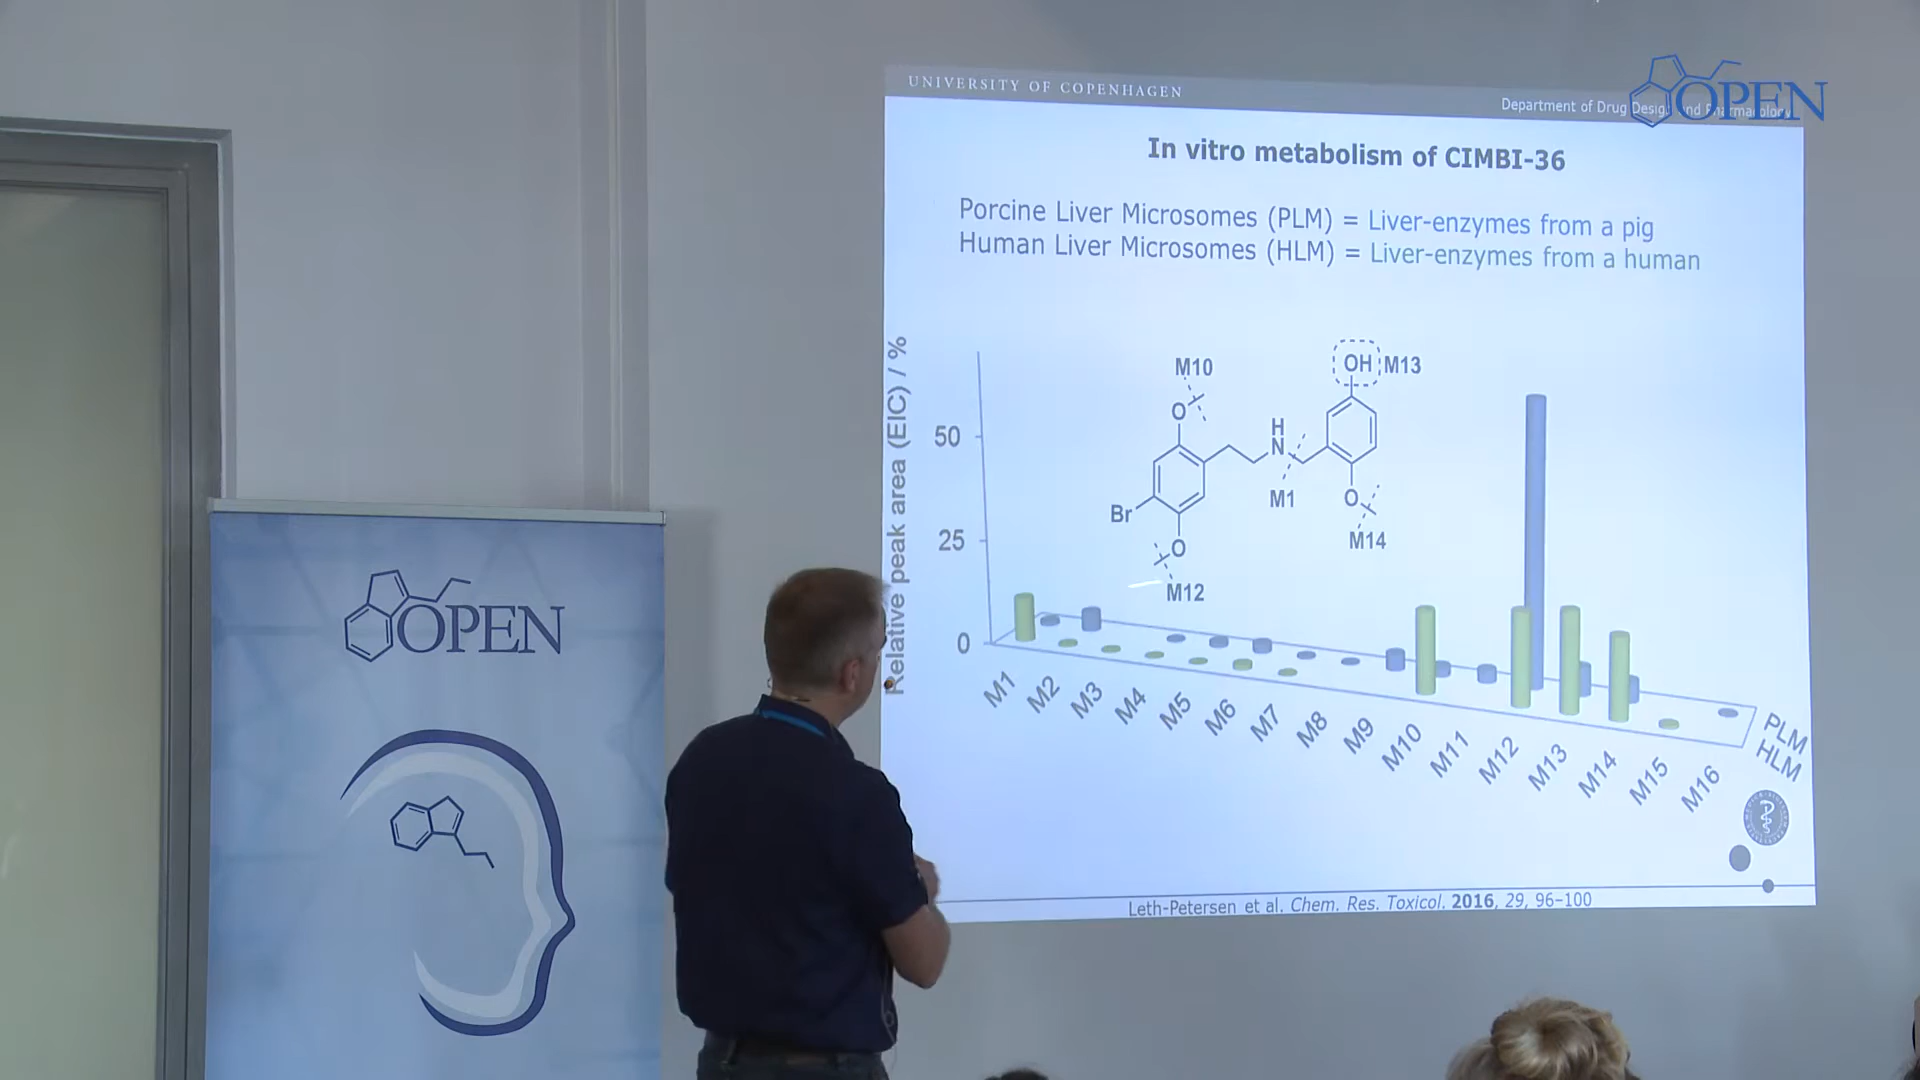 UNIVERSITY OF COPENHAGEN
Department of Drug Design and Pharmacology
OPEN
In vitro metabolism of CIMBI-36
Porcine Liver Microsomes (PLM) = Liver-enzymes from a pig
Human Liver Microsomes (HLM) = Liver-enzymes from a human
Relative peak area (EIC) / %
50
25
0
M10
OH
M13
O
H
N
Br
M1
O
M14
O
M12
M1
M2
M3
M4
M5
M6
M7
M8
M9
M10
M11
M12
M13
M14
M15
M16
PLM
HLM
Leth-Petersen et al. Chem. Res. Toxicol. 2016, 29, 96–100
OPEN